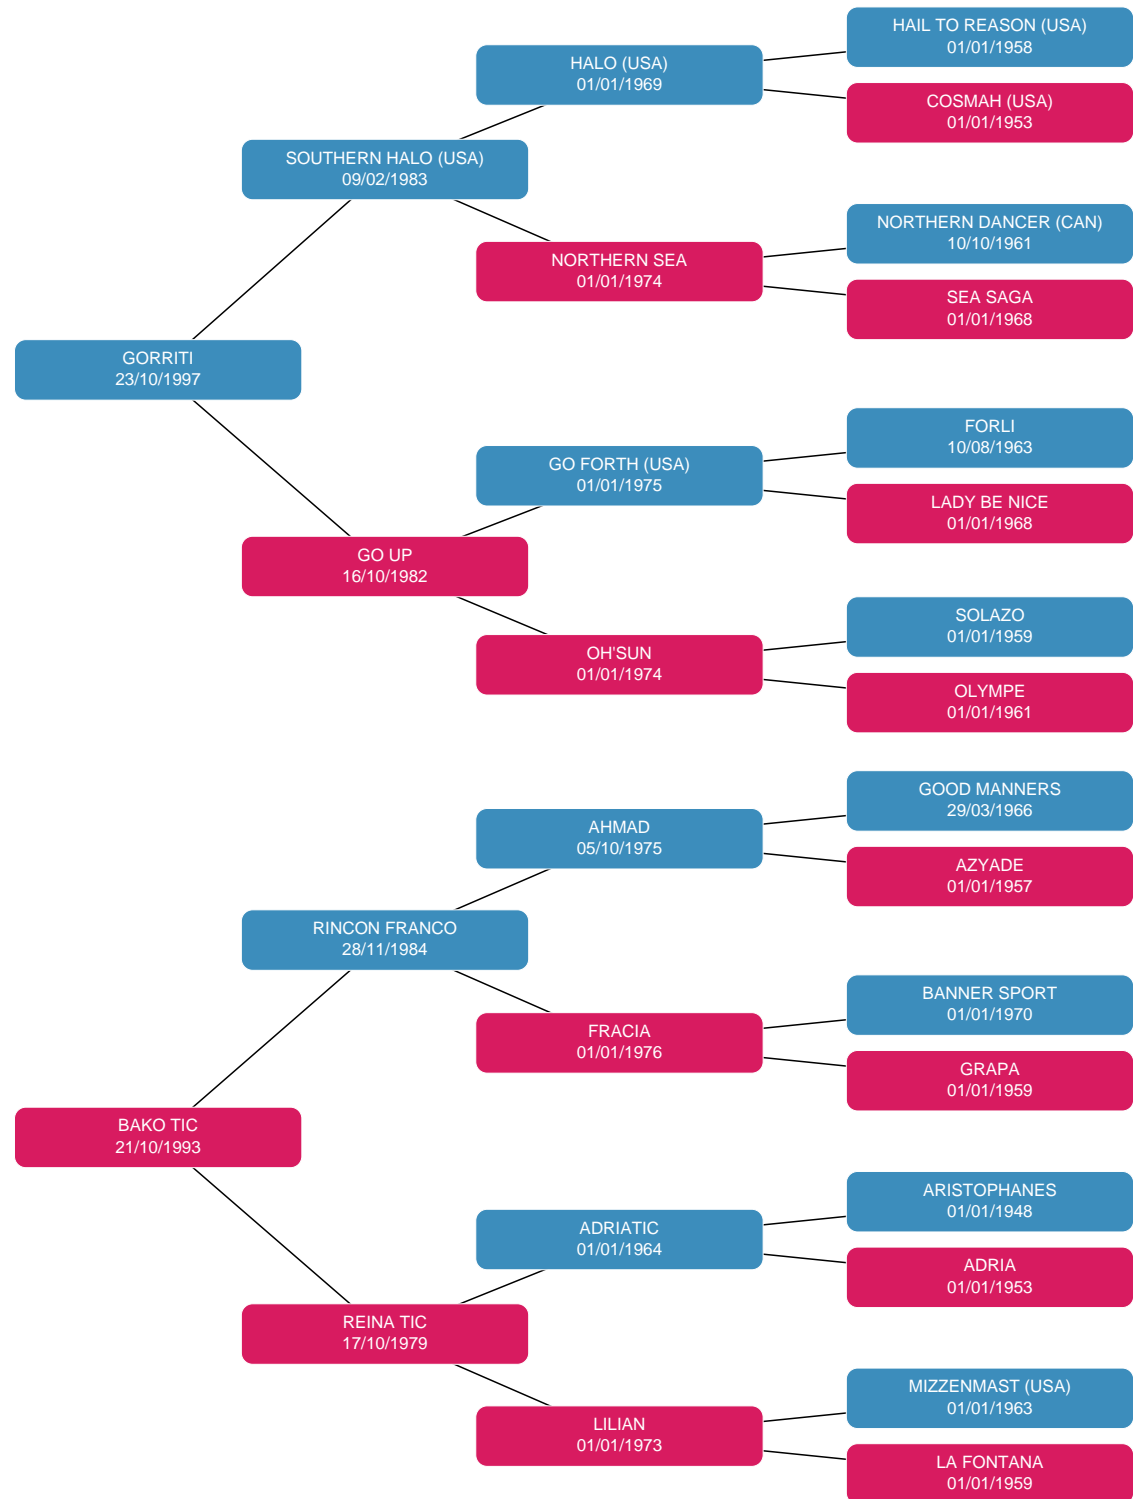 HAIL TO REASON (USA)
01/01/1958
HALO (USA)
01/01/1969
COSMAH (USA)
01/01/1953
SOUTHERN HALO (USA)
09/02/1983
NORTHERN DANCER (CAN)
10/10/1961
NORTHERN SEA
01/01/1974
SEA SAGA
01/01/1968
GORRITI
23/10/1997
FORLI
10/08/1963
GO FORTH (USA)
01/01/1975
LADY BE NICE
01/01/1968
GO UP
16/10/1982
SOLAZO
01/01/1959
OH'SUN
01/01/1974
OLYMPE
01/01/1961
GOOD MANNERS
29/03/1966
AHMAD
05/10/1975
AZYADE
01/01/1957
RINCON FRANCO
28/11/1984
BANNER SPORT
01/01/1970
FRACIA
01/01/1976
GRAPA
01/01/1959
BAKO TIC
21/10/1993
ARISTOPHANES
01/01/1948
ADRIATIC
01/01/1964
ADRIA
01/01/1953
REINA TIC
17/10/1979
MIZZENMAST (USA)
01/01/1963
LILIAN
01/01/1973
LA FONTANA
01/01/1959